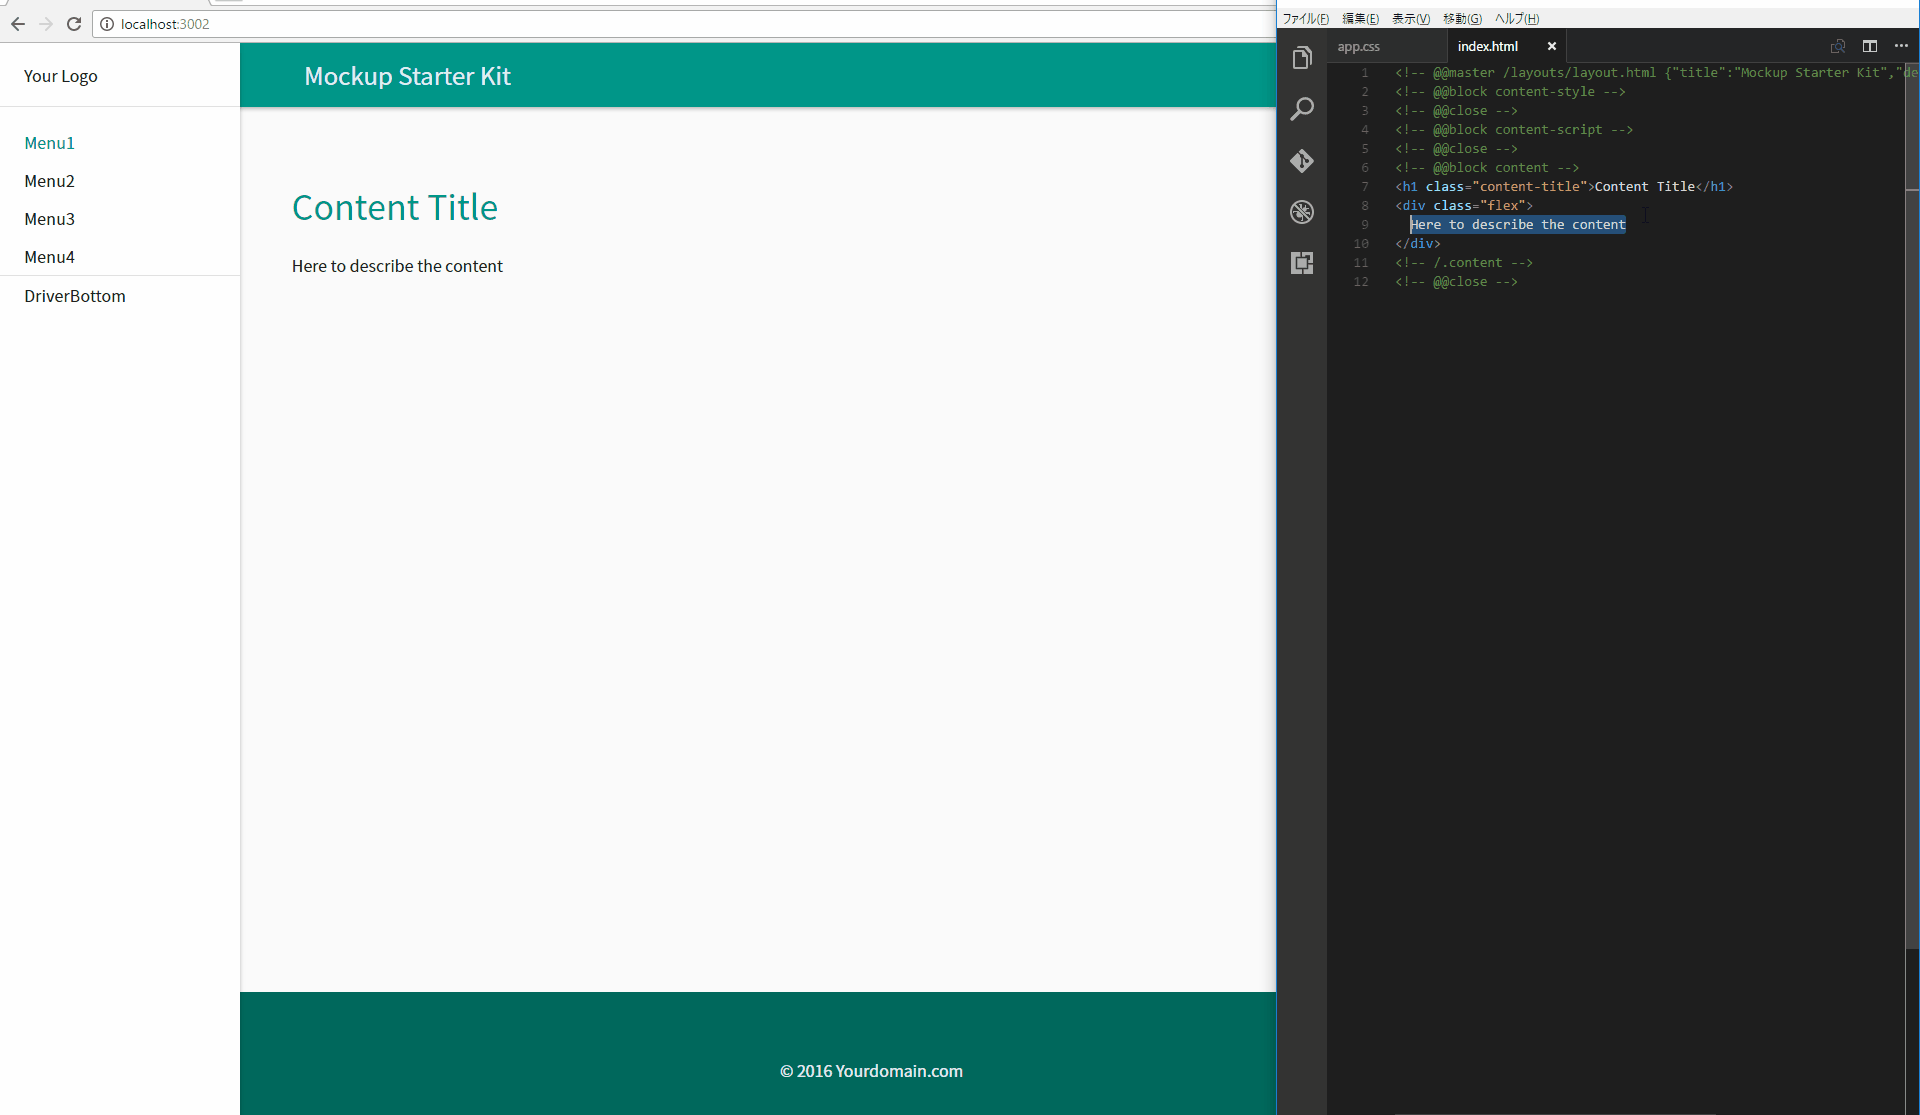 localhost:3002
Your Logo
Mockup Starter Kit
Menu1
Menu2
Menu3
Menu4
DriverBottom
Content Title
Here to describe the content
© 2016 Yourdomain.com
ファイル(F) 編集(E) 表示(V) 移動(G) ヘルプ(H)
app.css index.html
1 <!-- @@master /layouts/layout.html {"title":"Mockup Starter Kit","de
2 <!-- @@block content-style -->
3 <!-- @@close -->
4 <!-- @@block content-script -->
5 <!-- @@close -->
6 <!-- @@block content -->
7 <h1 class="content-title">Content Title</h1>
8 <div class="flex">
9 Here to describe the content
10 </div>
11 <!-- /.content -->
12 <!-- @@close -->